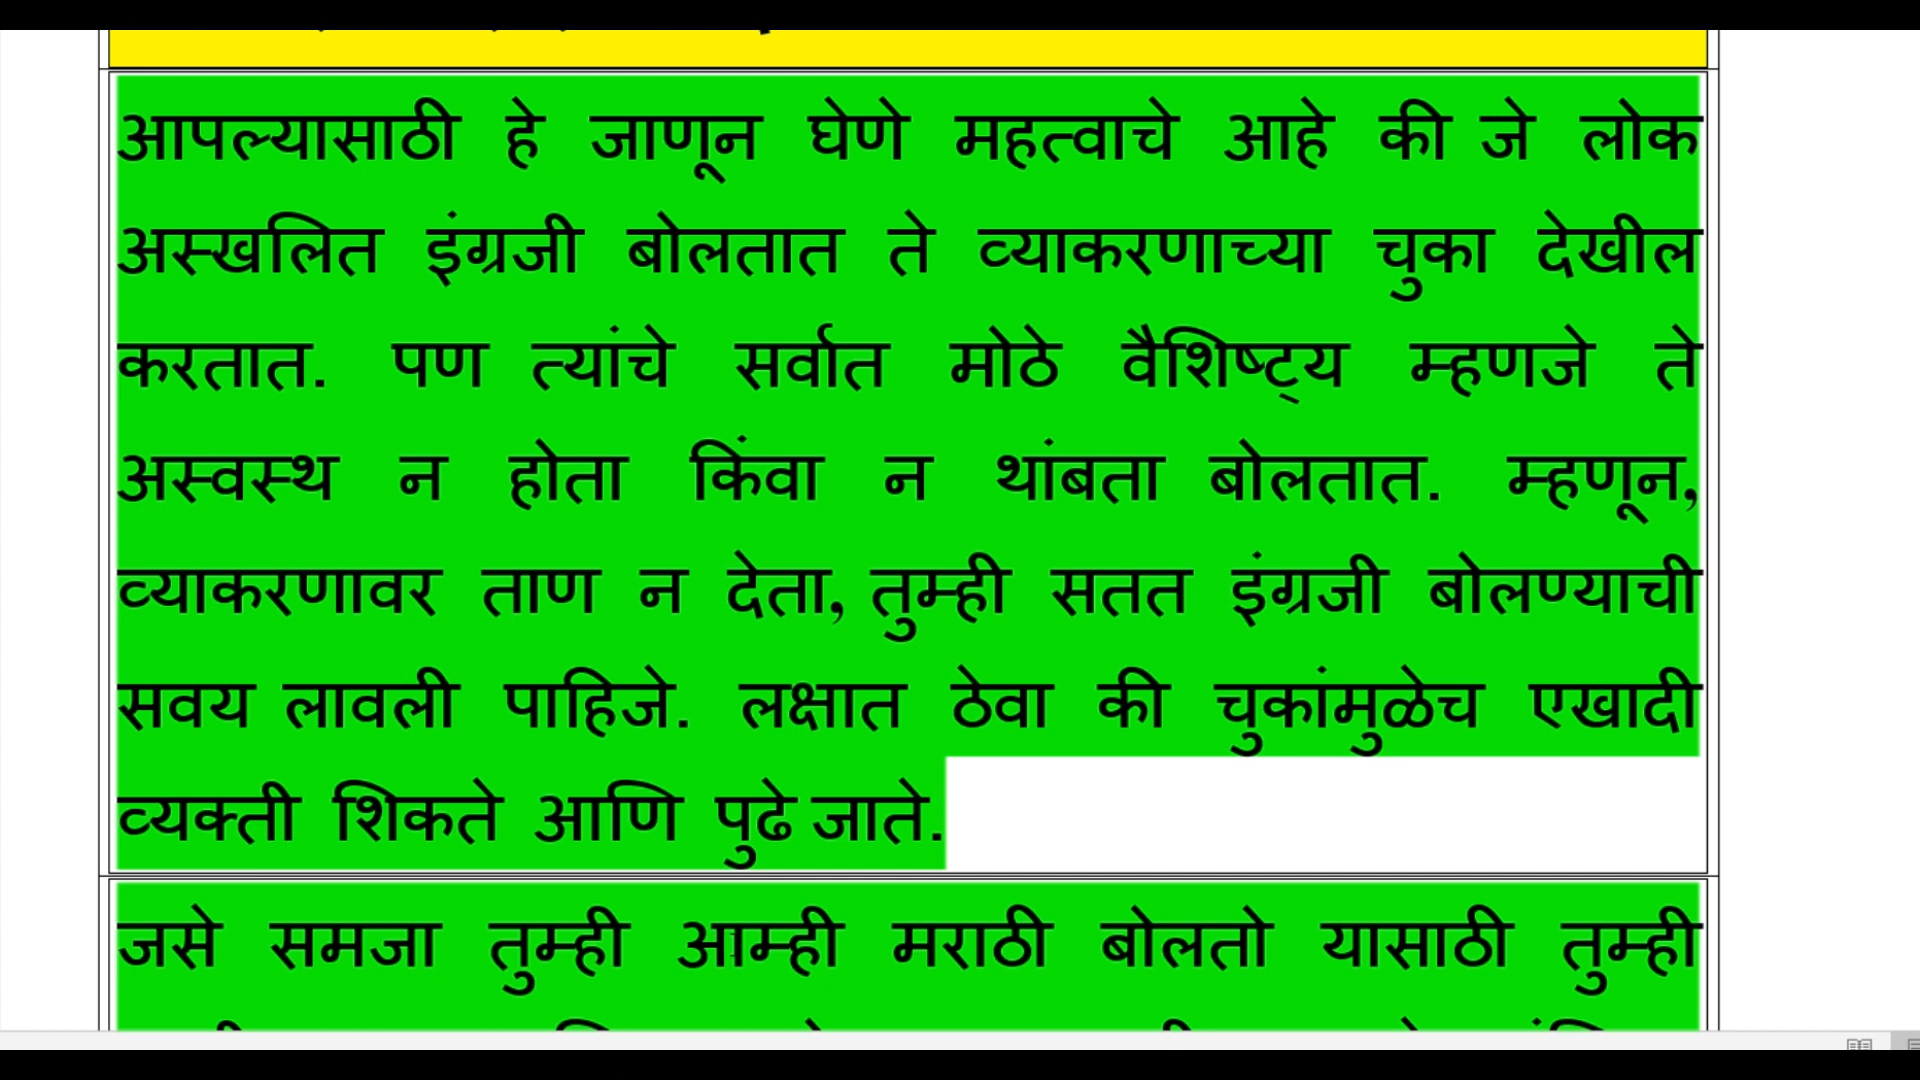 आपल्यासाठी हे जाणून घेणे महत्वाचे आहे की जे लोक
अस्खलित इंग्रजी बोलतात ते व्याकरणाच्या चुका देखील
करतात. पण त्यांचे सर्वात मोठे वैशिष्ट्य म्हणजे ते
अस्वस्थ न होता किंवा न थांबता बोलतात. म्हणून,
व्याकरणावर ताण न देता, तुम्ही सतत इंग्रजी बोलण्याची
सवय लावली पाहिजे. लक्षात ठेवा की चुकांमुळेच एखादी
व्यक्ती शिकते आणि पुढे जाते.
जसे समजा तुम्ही आम्ही मराठी बोलतो यासाठी तुम्ही